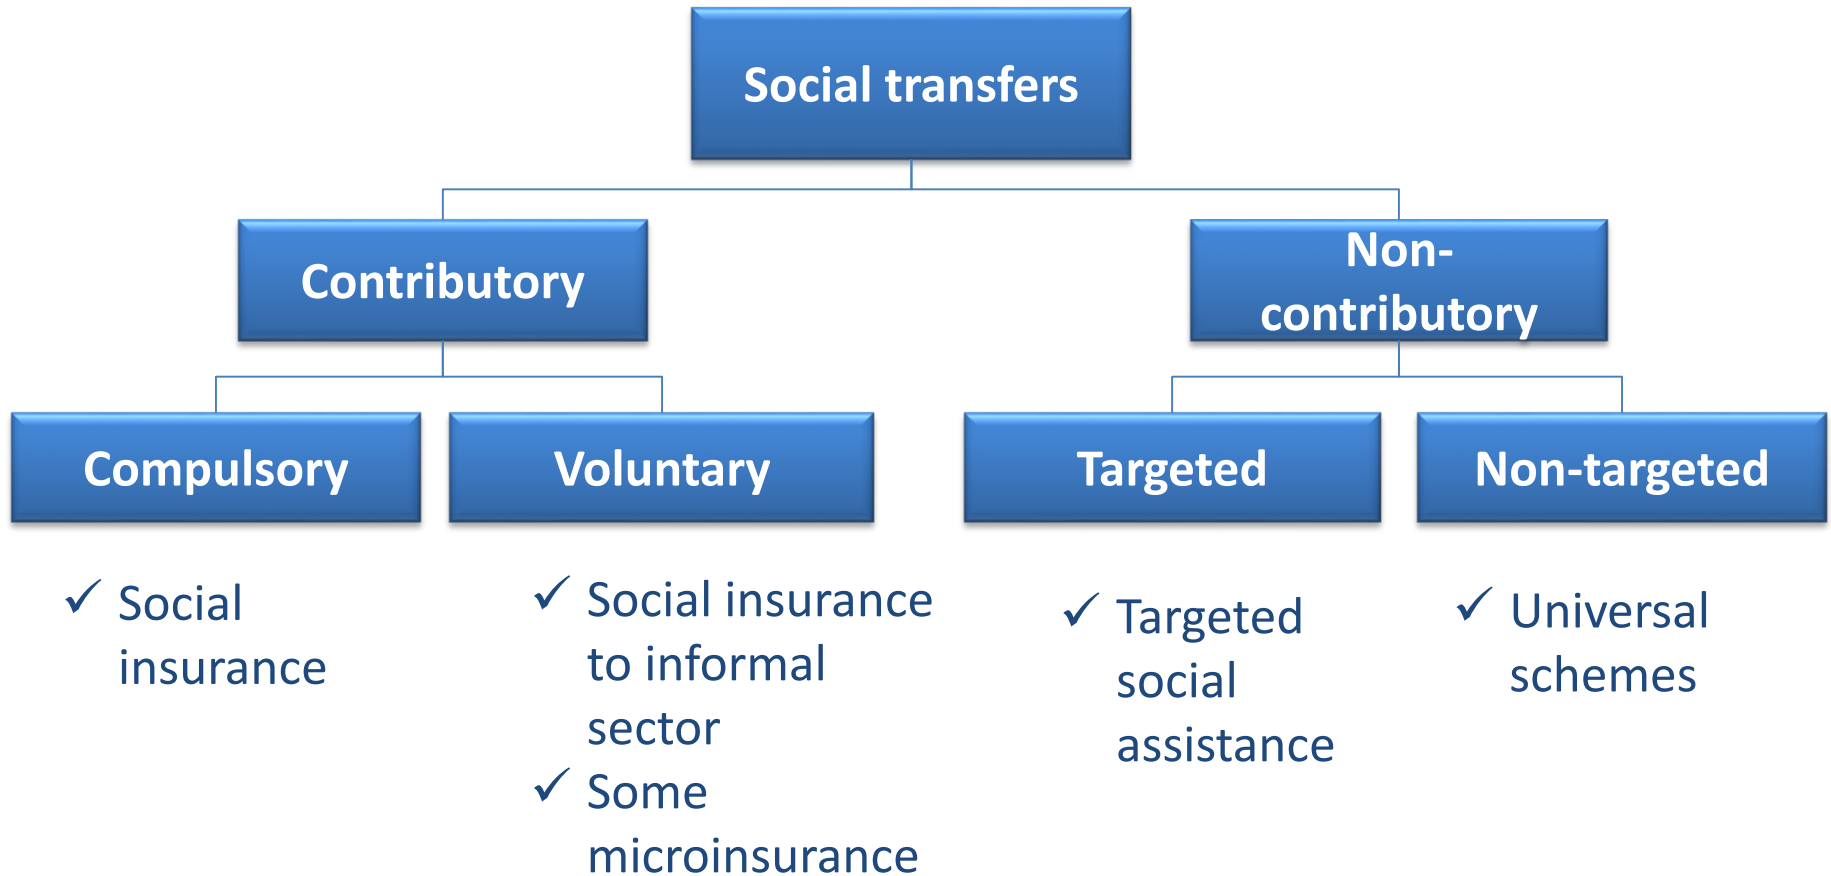 Social transfers
Contributory
Non-
contributory
Compulsory
Voluntary
Targeted
Non-targeted
✓ Social
insurance
✓ Social insurance
to informal
sector
✓ Some
microinsurance
✓ Targeted
social
assistance
✓ Universal
schemes